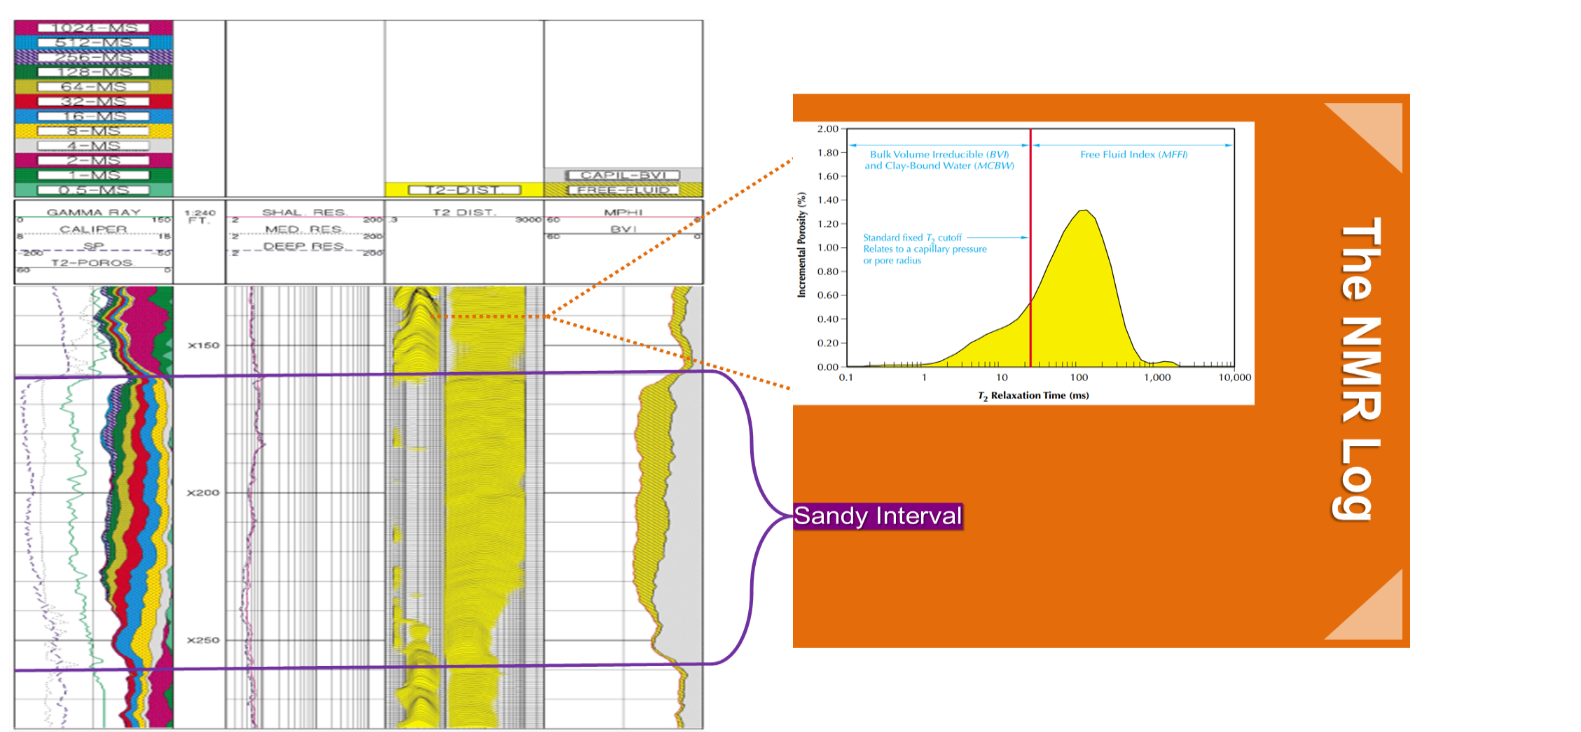 1024-MS
512-MS
256-MS
128-MS
64-MS
32-MS
16-MS
8-MS
4-MS
2-MS
1-MS
0.5-MS
T2-DIST
CAPIL-BVI
FREE-FLUID
GAMMA RAY
0 150
CALIPER
6 16
SP
-200 -50
T2-POROS.
60 0
1:240
FT.
SHAL. RES.
.2 200
MED. RES.
.2 200
DEEP RES.
.2 200
T2 DIST.
.3 3000
MPHI
60 0
BVI
60 0
X150
X200
X250
Sandy Interval
2.00
1.80
1.60
1.40
1.20
1.00
0.80
0.60
0.40
0.20
0.00
Incremental Porosity (%)
Bulk Volume Irreducible (BVI)
and Clay-Bound Water (MCBW)
Free Fluid Index (MFFI)
Standard fixed T2 cutoff
Relates to a capillary pressure
or pore radius
0.1 1 10 100 1,000 10,000
T2 Relaxation Time (ms)
The NMR Log